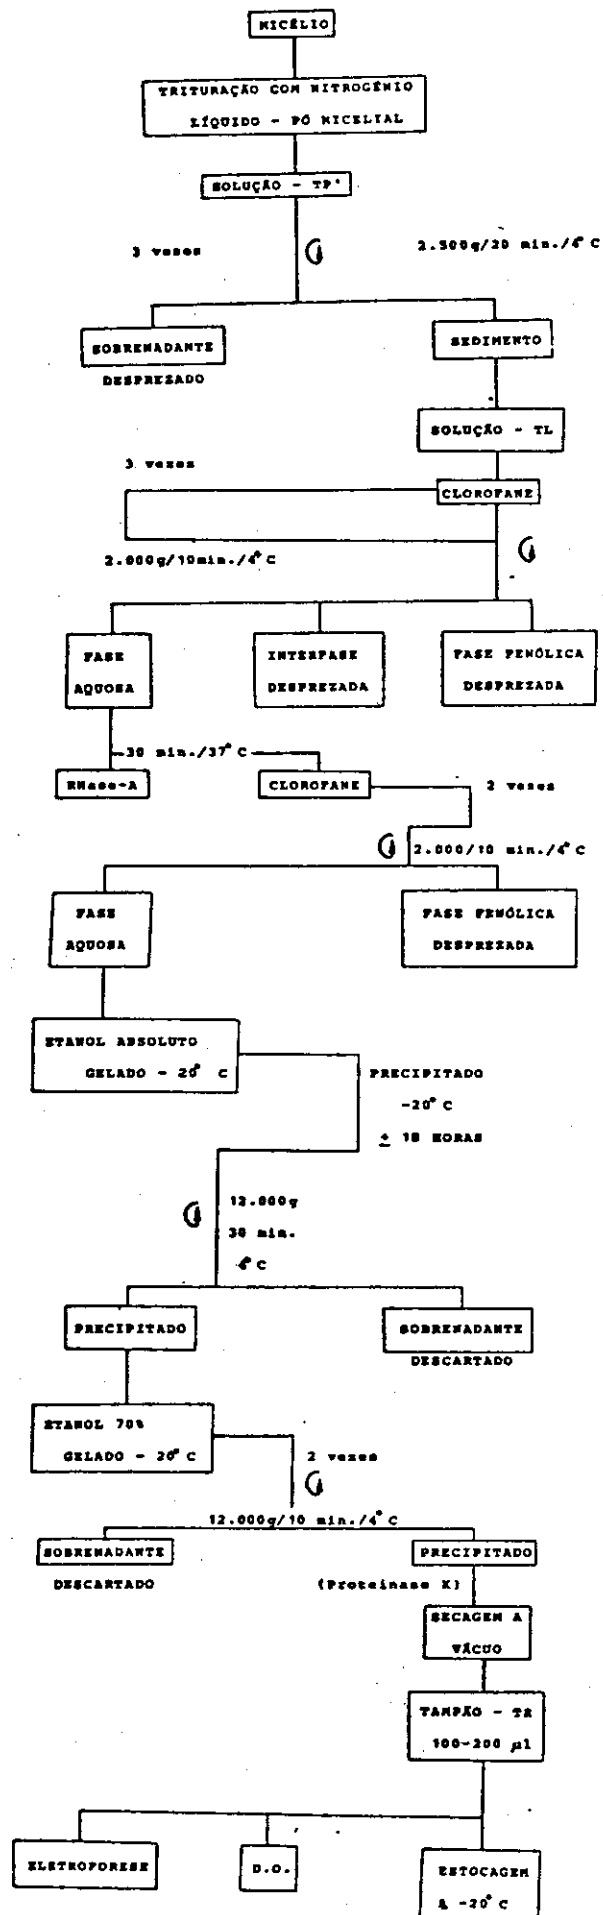 MICÉLIO
TRITURAÇÃO COM NITROGÊNIO
LÍQUIDO - PÓ MICELIAL
SOLUÇÃO - TP'
3 vezes
2.500g/20 min./4°C
SOBRENADANTE
DESPREZADO
SEDIMENTO
SOLUÇÃO - TL
3 vezes
CLOROFANE
2.000g/10min./4°C
FASE
AQUOSA
INTERFASE
DESPREZADA
FASE FENÓLICA
DESPREZADA
30 min./37°C
RNase-A
CLOROFANE
2 vezes
2.000/10 min./4°C
FASE
AQUOSA
FASE FENÓLICA
DESPREZADA
ETANOL ABSOLUTO
GELADO - 20° C
PRECIPITADO
-20°C
± 18 HORAS
12.000g
30 min.
4°C
PRECIPITADO
SOBRENADANTE
DESCARTADO
ETANOL 70%
GELADO - 20°C
2 vezes
12.000g/10 min./4°C
SOBRENADANTE
DESCARTADO
PRECIPITADO
(Proteinase K)
SECAGEM A
VÁCUO
TAMPÃO - TE
100-200 µl
ELETROFORESE
D.O.
ESTOCAGEM
A -20°C